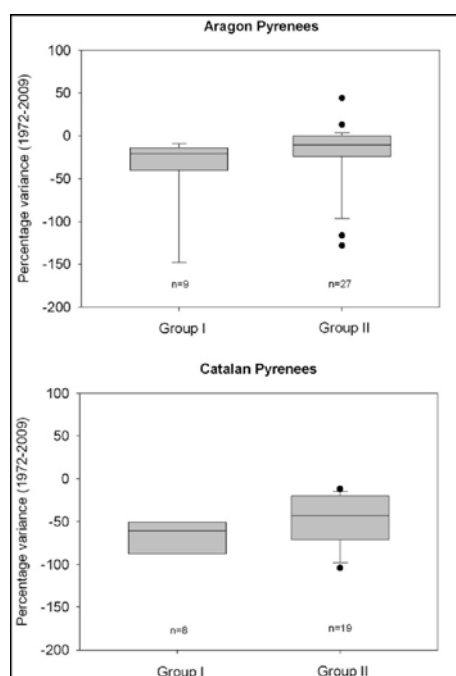 Aragon Pyrenees
Percentage variance (1972-2009)
100
50
0
-50
-100
-150
-200
n=9
n=27
Group I
Group II
Catalan Pyrenees
Percentage variance (1972-2009)
100
50
0
-50
-100
-150
-200
n=8
n=19
Group I
Group II